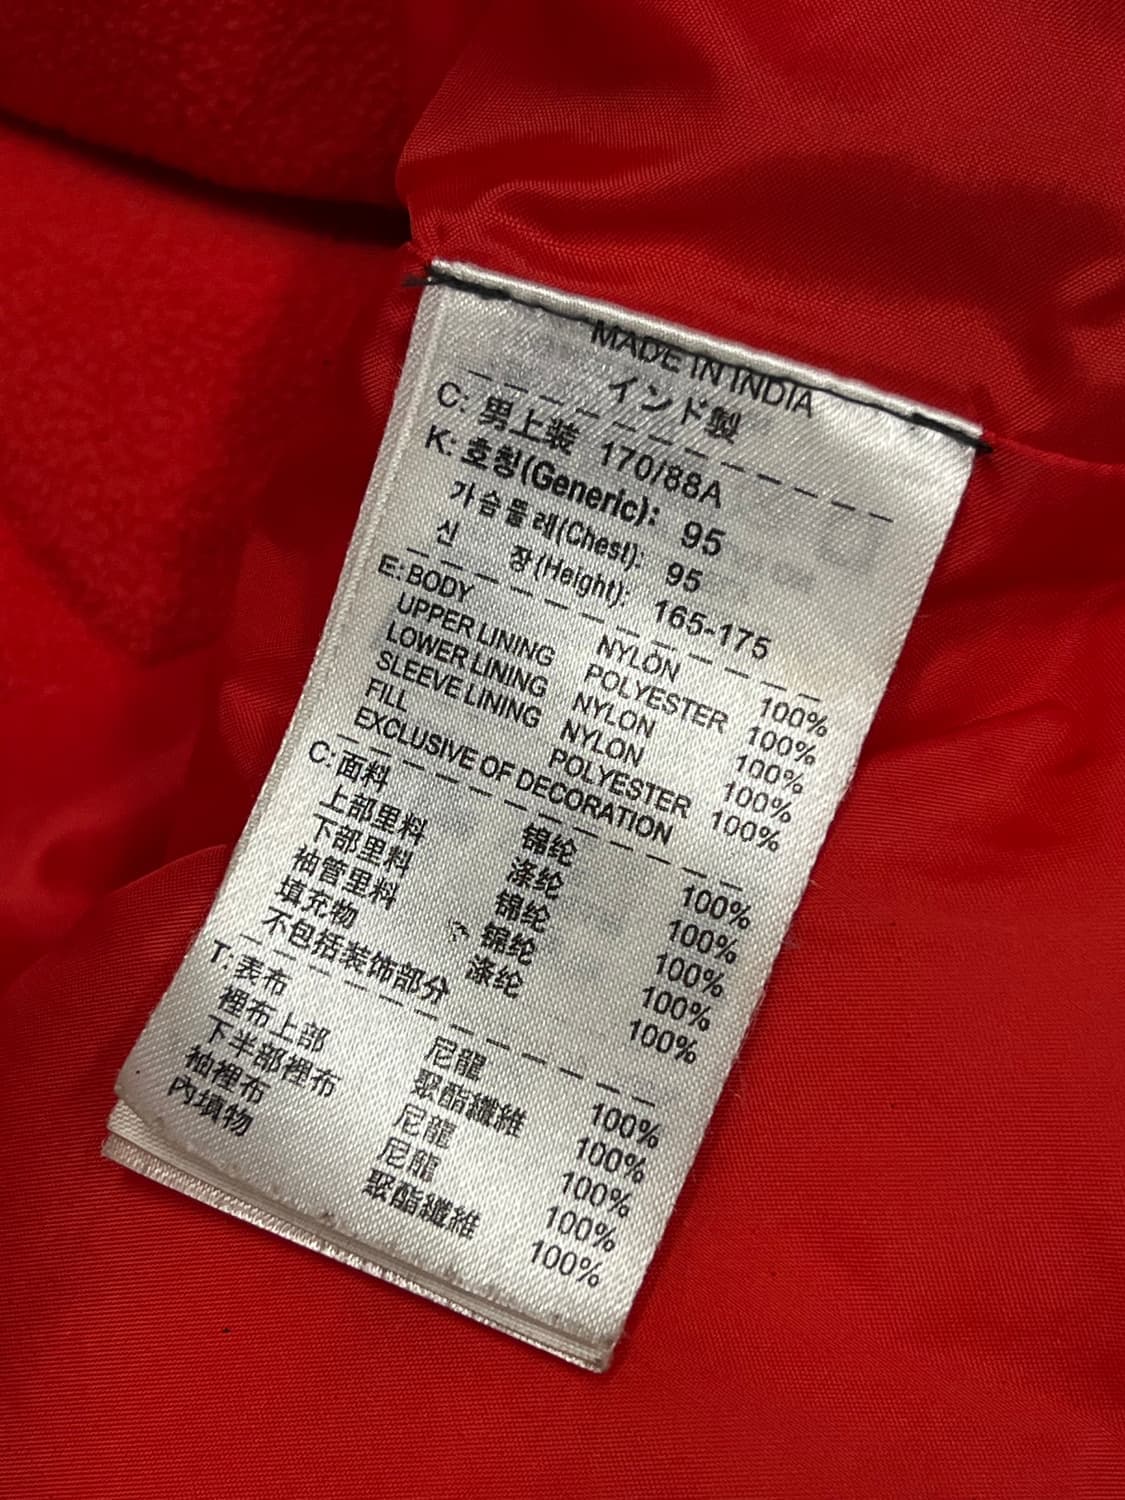 MADE IN INDIA
インド製
C: 男上装 170/88A
K: 호칭(Generic): 95
가슴둘레(Chest): 95
신 장(Height): 165-175
E: BODY NYLON 100%
UPPER LINING POLYESTER 100%
LOWER LINING NYLON 100%
SLEEVE LINING NYLON 100%
FILL POLYESTER 100%
EXCLUSIVE OF DECORATION
C: 面料 锦纶 100%
上部里料 涤纶 100%
下部里料 锦纶 100%
袖管里料 锦纶 100%
填充物 涤纶 100%
不包括装饰部分
T: 表布 尼龍 100%
裡布上部 聚酯纖維 100%
下半部裡布 尼龍 100%
袖裡布 尼龍 100%
內填物 聚酯纖維 100%